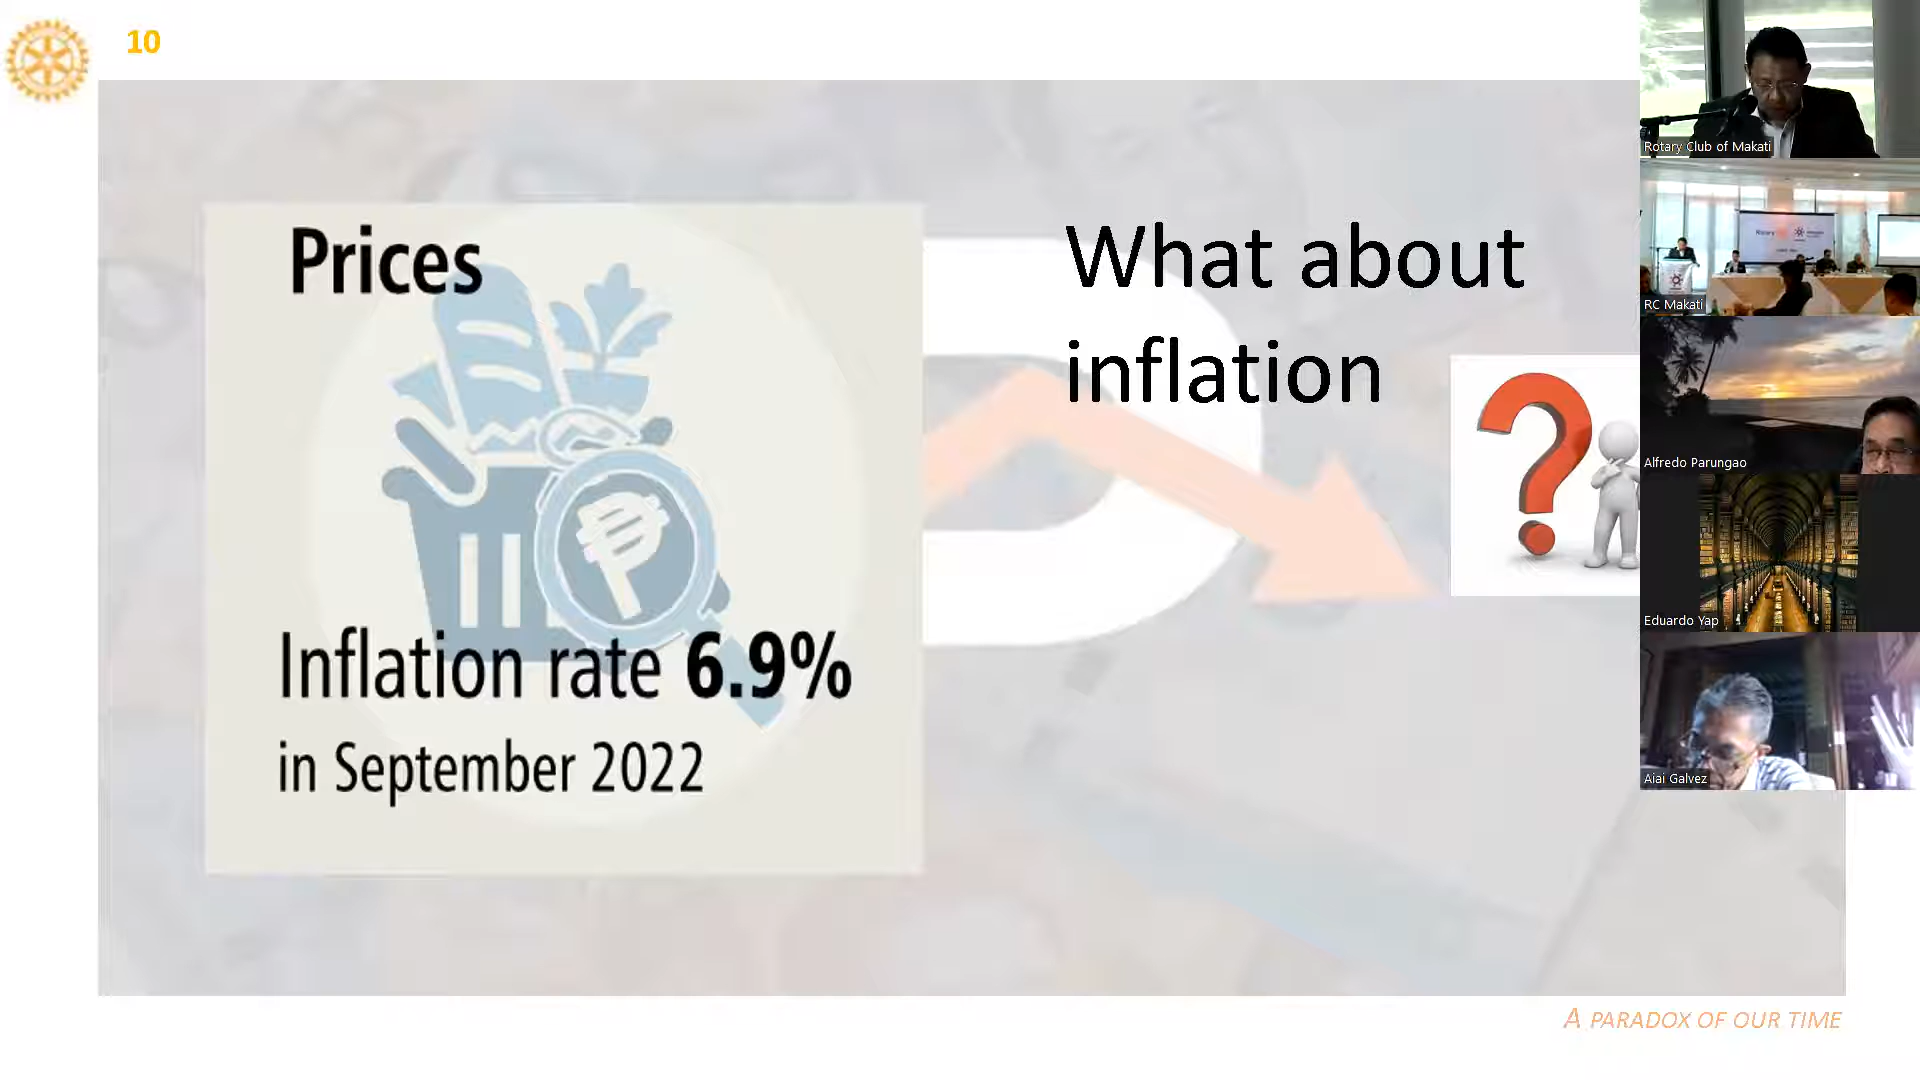 10
Prices
Inflation rate 6.9%
in September 2022
What about
inflation
?
A PARADOX OF OUR TIME
Rotary Club of Makati
Rotary
RC Makati
Alfredo Parungao
Eduardo Yap
Aiai Galvez